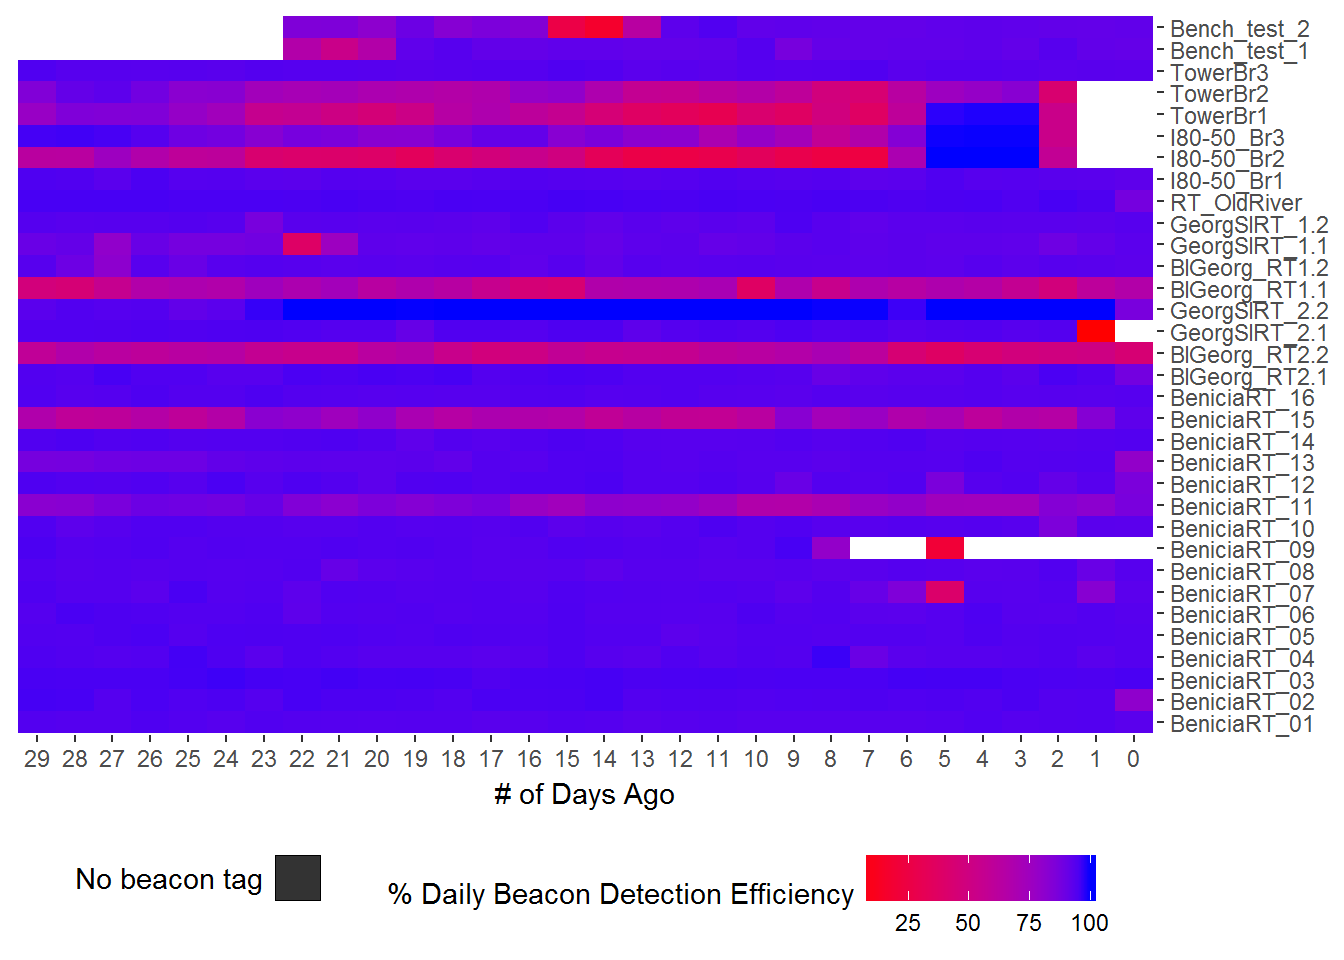 Bench_test_2
Bench_test_1
TowerBr3
TowerBr2
TowerBr1
I80-50_Br3
I80-50_Br2
I80-50_Br1
RT_OldRiver
GeorgSlRT_1.2
GeorgSlRT_1.1
BlGeorg_RT1.2
BlGeorg_RT1.1
GeorgSlRT_2.2
GeorgSlRT_2.1
BlGeorg_RT2.2
BlGeorg_RT2.1
BeniciaRT_16
BeniciaRT_15
BeniciaRT_14
BeniciaRT_13
BeniciaRT_12
BeniciaRT_11
BeniciaRT_10
BeniciaRT_09
BeniciaRT_08
BeniciaRT_07
BeniciaRT_06
BeniciaRT_05
BeniciaRT_04
BeniciaRT_03
BeniciaRT_02
BeniciaRT_01
29 28 27 26 25 24 23 22 21 20 19 18 17 16 15 14 13 12 11 10 9 8 7 6 5 4 3 2 1 0
# of Days Ago
No beacon tag
% Daily Beacon Detection Efficiency
25 50 75 100